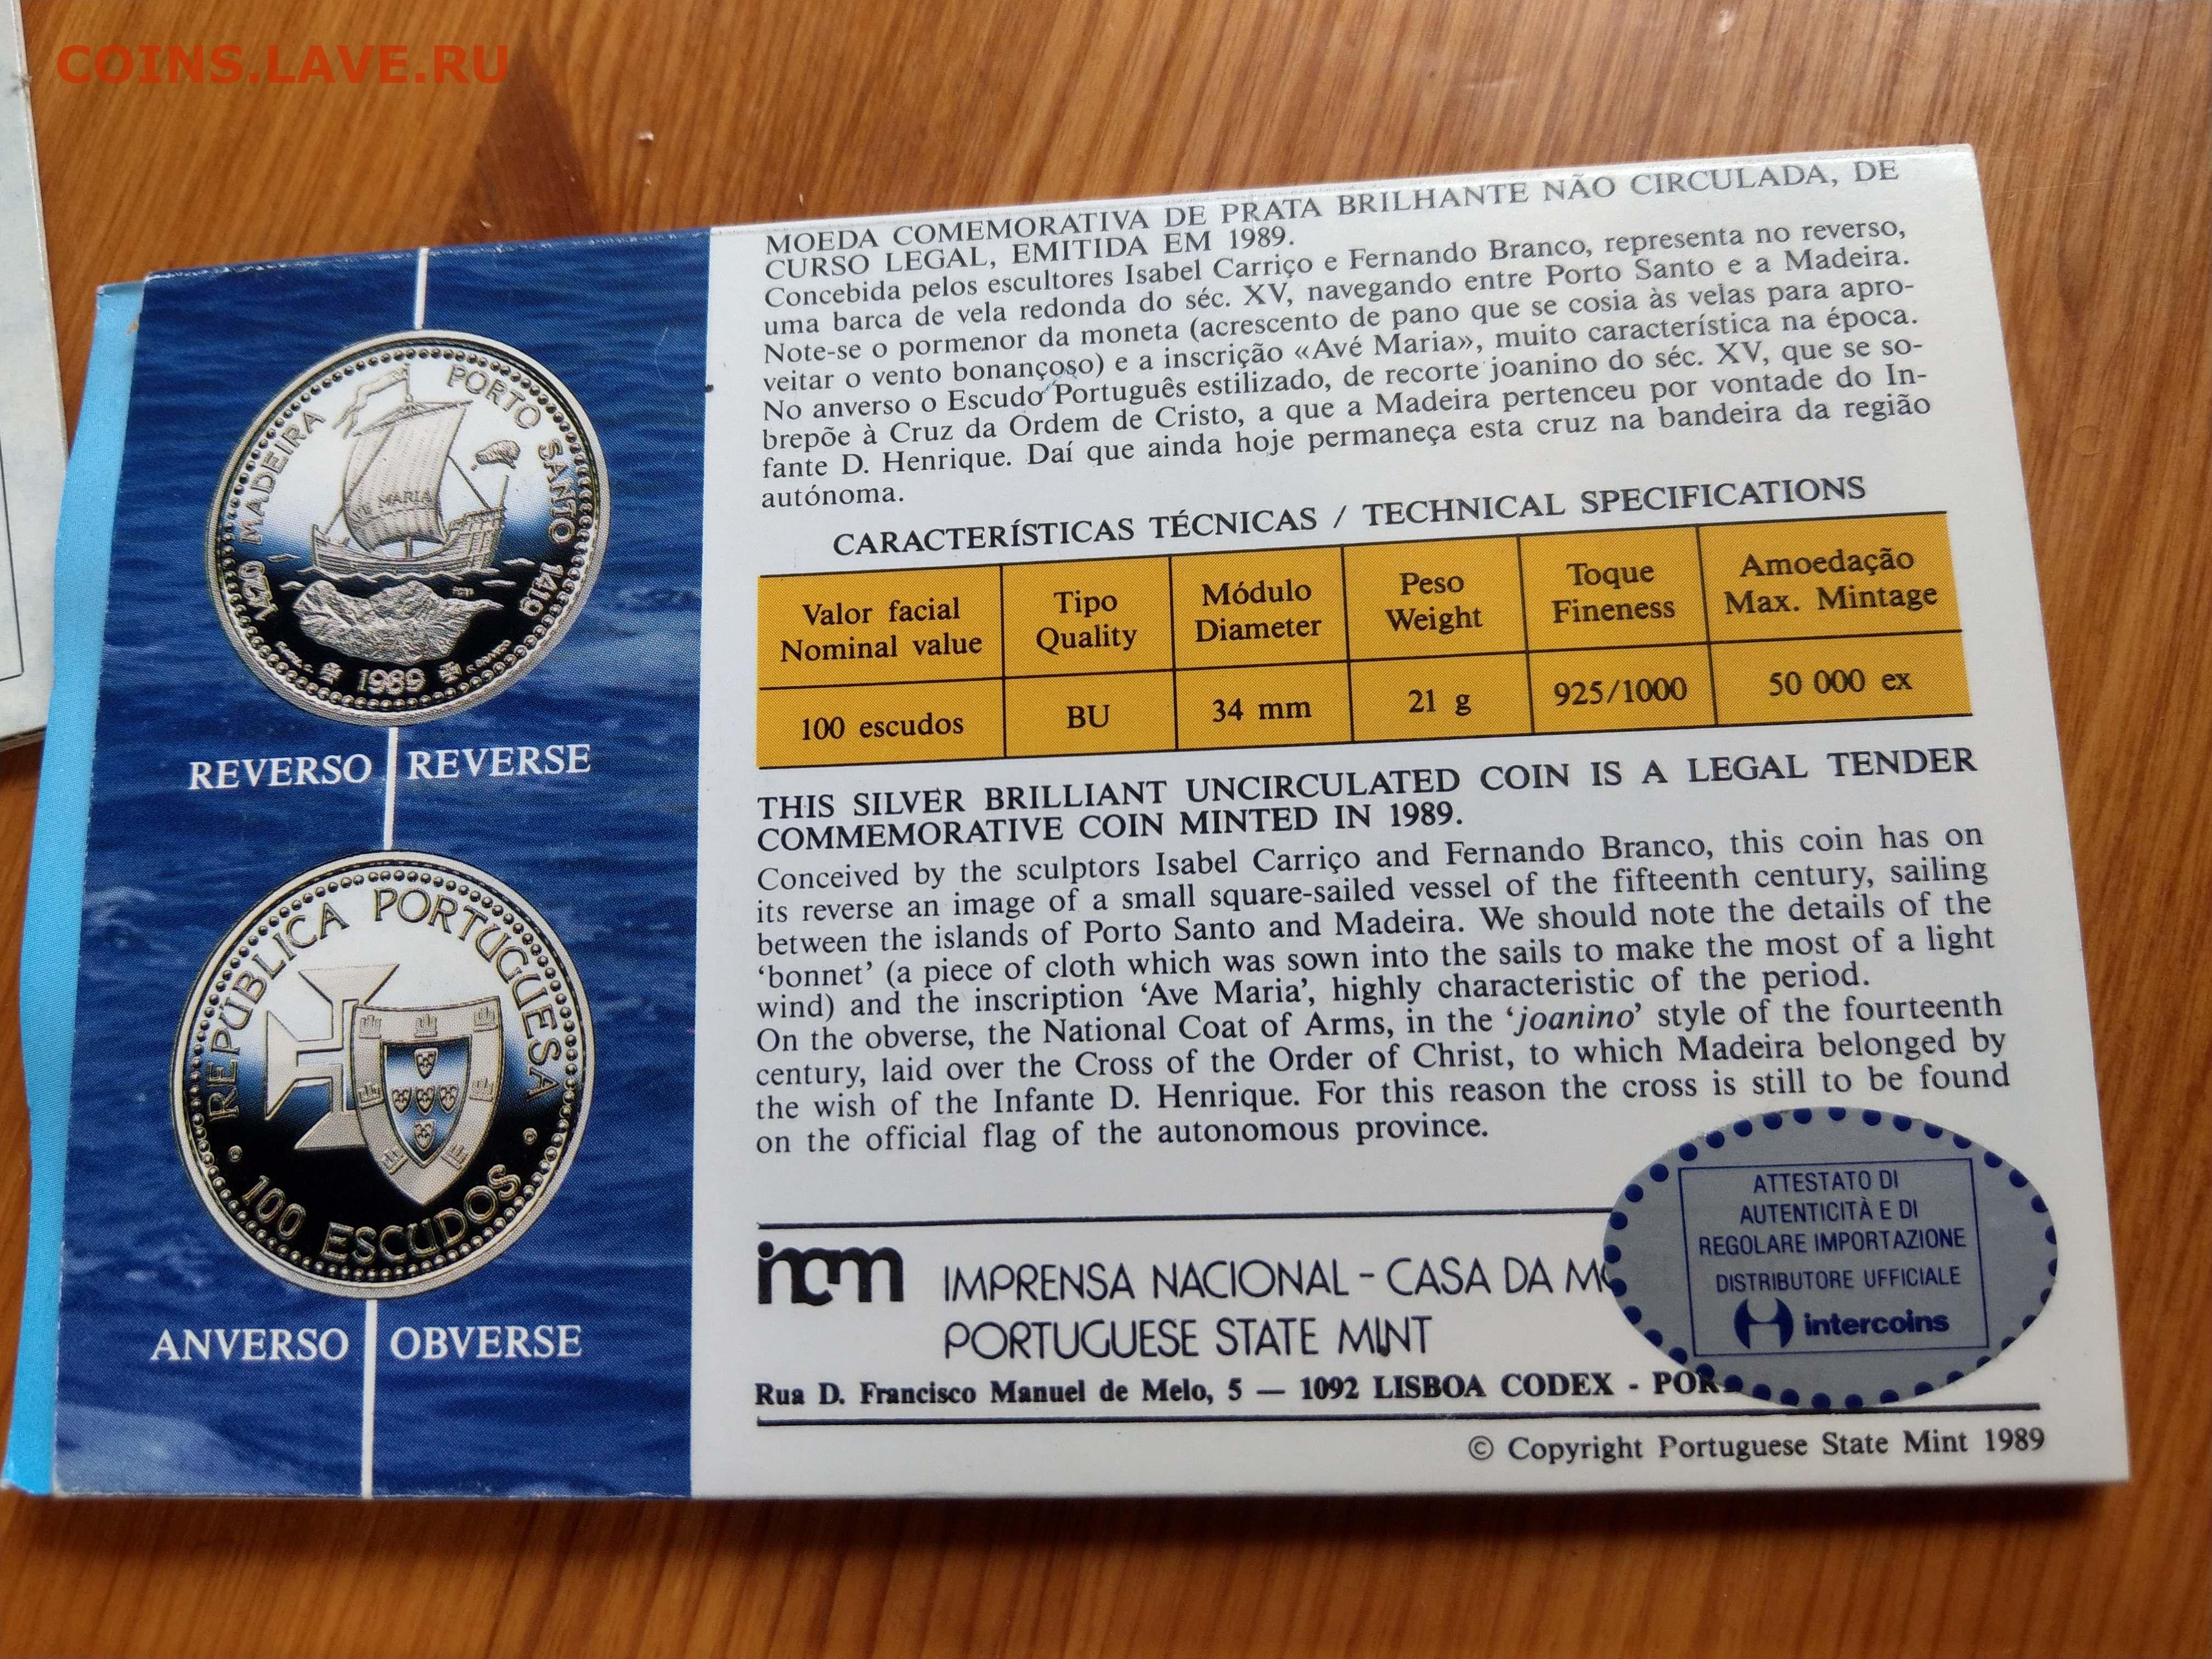 COINS.LAVE.RU
MOEDA COMEMORATIVA DE PRATA BRILHANTE NÃO CIRCULADA, DE
CURSO LEGAL, EMITIDA EM 1989.
Concebida pelos escultores Isabel Carriço e Fernando Branco, representa no reverso,
uma barca de vela redonda do séc. XV, navegando entre Porto Santo e a Madeira.
Note-se o pormenor da moneta (acrescento de pano que se cosia às velas para apro-
veitar o vento bonançoso) e a inscrição «Avé Maria», muito característica na época.
No anverso o Escudo Português estilizado, de recorte joanino do séc. XV, que se so-
brepõe à Cruz da Ordem de Cristo, a que a Madeira pertenceu por vontade do In-
fante D. Henrique. Daí que ainda hoje permaneça esta cruz na bandeira da região
autónoma.
CARACTERÍSTICAS TÉCNICAS / TECHNICAL SPECIFICATIONS
Valor facial
Nominal value
Tipo
Quality
Módulo
Diameter
Peso
Weight
Toque
Fineness
Amoedação
Max. Mintage
100 escudos
BU
34 mm
21 g
925/1000
50 000 ex
THIS SILVER BRILLIANT UNCIRCULATED COIN IS A LEGAL TENDER
COMMEMORATIVE COIN MINTED IN 1989.
Conceived by the sculptors Isabel Carriço and Fernando Branco, this coin has on
its reverse an image of a small square-sailed vessel of the fifteenth century, sailing
between the islands of Porto Santo and Madeira. We should note the details of the
‘bonnet’ (a piece of cloth which was sown into the sails to make the most of a light
wind) and the inscription ‘Ave Maria’, highly characteristic of the period.
On the obverse, the National Coat of Arms, in the ‘joanino’ style of the fourteenth
century, laid over the Cross of the Order of Christ, to which Madeira belonged by
the wish of the Infante D. Henrique. For this reason the cross is still to be found
on the official flag of the autonomous province.
incm
IMPRENSA NACIONAL - CASA DA MO
PORTUGUESE STATE MINT
Rua D. Francisco Manuel de Melo, 5 — 1092 LISBOA CODEX - POR
© Copyright Portuguese State Mint 1989
ATTESTATO DI
AUTENTICITÀ E DI
REGOLARE IMPORTAZIONE
DISTRIBUTORE UFFICIALE
intercoins
1420 MADEIRA
PORTO SANTO 1419
MARIA
1989
REVERSO REVERSE
REPÚBLICA PORTUGUESA
100 ESCUDOS
ANVERSO OBVERSE